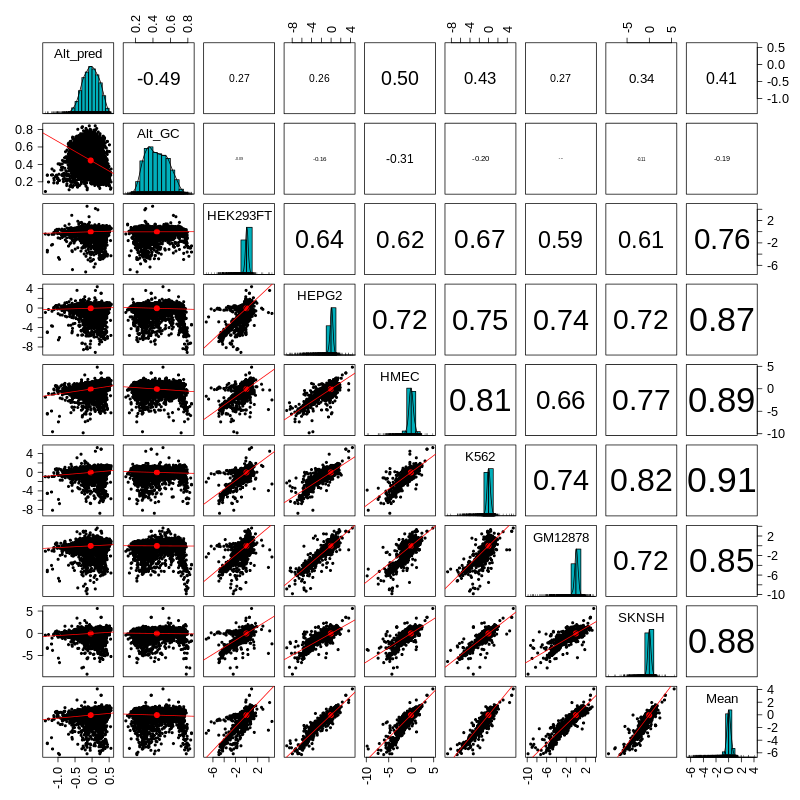 0.2 0.4 0.6 0.8 -8 -4 0 4 -8 -4 0 4 -5 0 5
Alt_pred -0.49 0.27 0.26 0.50 0.43 0.27 0.34 0.41 0.5 0.0 -1.0
0.8 0.6 0.4 0.2 Alt_GC -0.31 -0.20 -0.19
HEK293FT 0.64 0.62 0.67 0.59 0.61 0.76 2 -2 -6
4 0 -4 -8 HEPG2 0.72 0.75 0.74 0.72 0.87
HMEC 0.81 0.66 0.77 0.89 5 0 -5 -10
4 0 -4 -8 K562 0.74 0.82 0.91
GM12878 0.72 0.85 2 -2 -6 -10
5 0 -5 SKNSH 0.88
Mean 4 2 0 -2 -4 -6
-1.0 -0.5 0.0 0.5 -6 -2 2 -10 -5 0 5 -10 -6 -2 2 -6 -4 -2 0 2 4